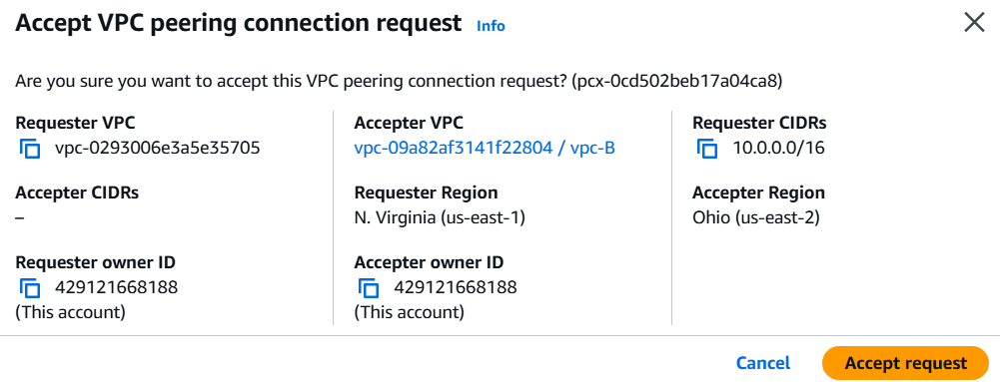 Accept VPC peering connection request Info
Are you sure you want to accept this VPC peering connection request? (pcx-0cd502beb17a04ca8)
Requester VPC
vpc-0293006e3a5e35705
Accepter VPC
vpc-09a82af3141f22804 / vpc-B
Requester CIDRs
10.0.0.0/16
Accepter CIDRs
–
Requester Region
N. Virginia (us-east-1)
Accepter Region
Ohio (us-east-2)
Requester owner ID
429121668188
(This account)
Accepter owner ID
429121668188
(This account)
Cancel
Accept request